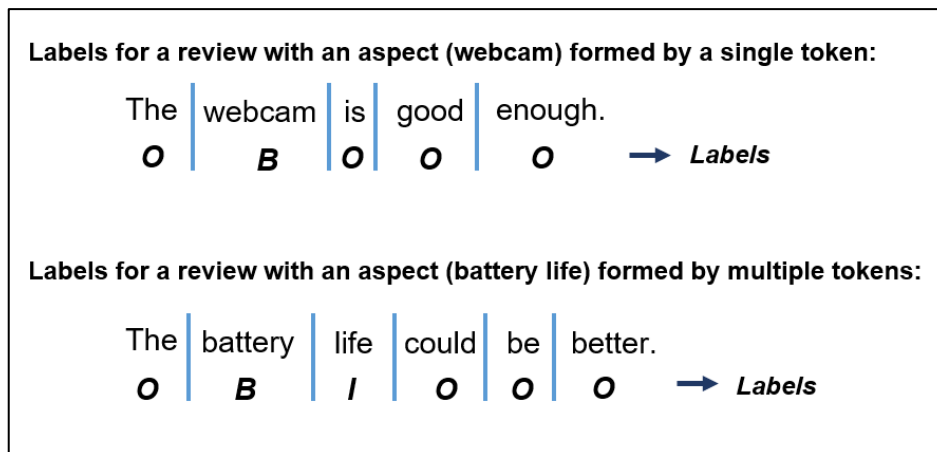 Labels for a review with an aspect (webcam) formed by a single token:
The webcam is good enough.
O B O O O Labels
Labels for a review with an aspect (battery life) formed by multiple tokens:
The battery life could be better.
O B I O O O Labels